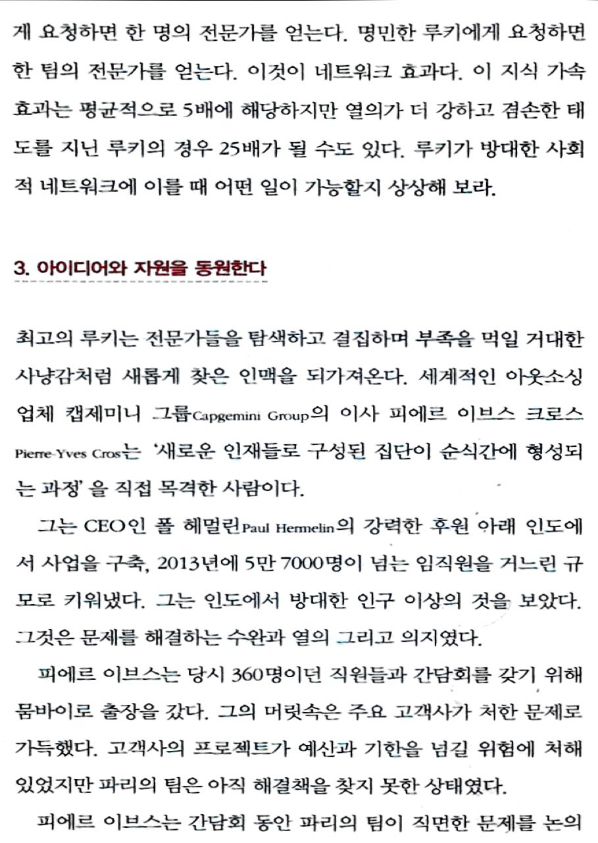 게 요청하면 한 명의 전문가를 얻는다. 명민한 루키에게 요청하면
한 팀의 전문가를 얻는다. 이것이 네트워크 효과다. 이 지식 가속
효과는 평균적으로 5배에 해당하지만 열의가 더 강하고 겸손한 태
도를 지닌 루키의 경우 25배가 될 수도 있다. 루키가 방대한 사회
적 네트워크에 이를 때 어떤 일이 가능할지 상상해 보라.
3. 아이디어와 자원을 동원한다
최고의 루키는 전문가들을 탐색하고 결집하며 부족을 먹일 거대한
사냥감처럼 새롭게 찾은 인맥을 되가져온다. 세계적인 아웃소싱
업체 캡제미니 그룹Capgemini Group의 이사 피에르 이브스 크로스
Pierre-Yves Cros는 ‘새로운 인재들로 구성된 집단이 순식간에 형성되
는 과정’을 직접 목격한 사람이다.
그는 CEO인 폴 헤멀린Paul Hermelin의 강력한 후원 아래 인도에
서 사업을 구축, 2013년에 5만 7000명이 넘는 임직원을 거느린 규
모로 키워냈다. 그는 인도에서 방대한 인구 이상의 것을 보았다.
그것은 문제를 해결하는 수완과 열의 그리고 의지였다.
피에르 이브스는 당시 360명이던 직원들과 간담회를 갖기 위해
뭄바이로 출장을 갔다. 그의 머릿속은 주요 고객사가 처한 문제로
가득했다. 고객사의 프로젝트가 예산과 기한을 넘길 위험에 처해
있었지만 파리의 팀은 아직 해결책을 찾지 못한 상태였다.
피에르 이브스는 간담회 동안 파리의 팀이 직면한 문제를 논의